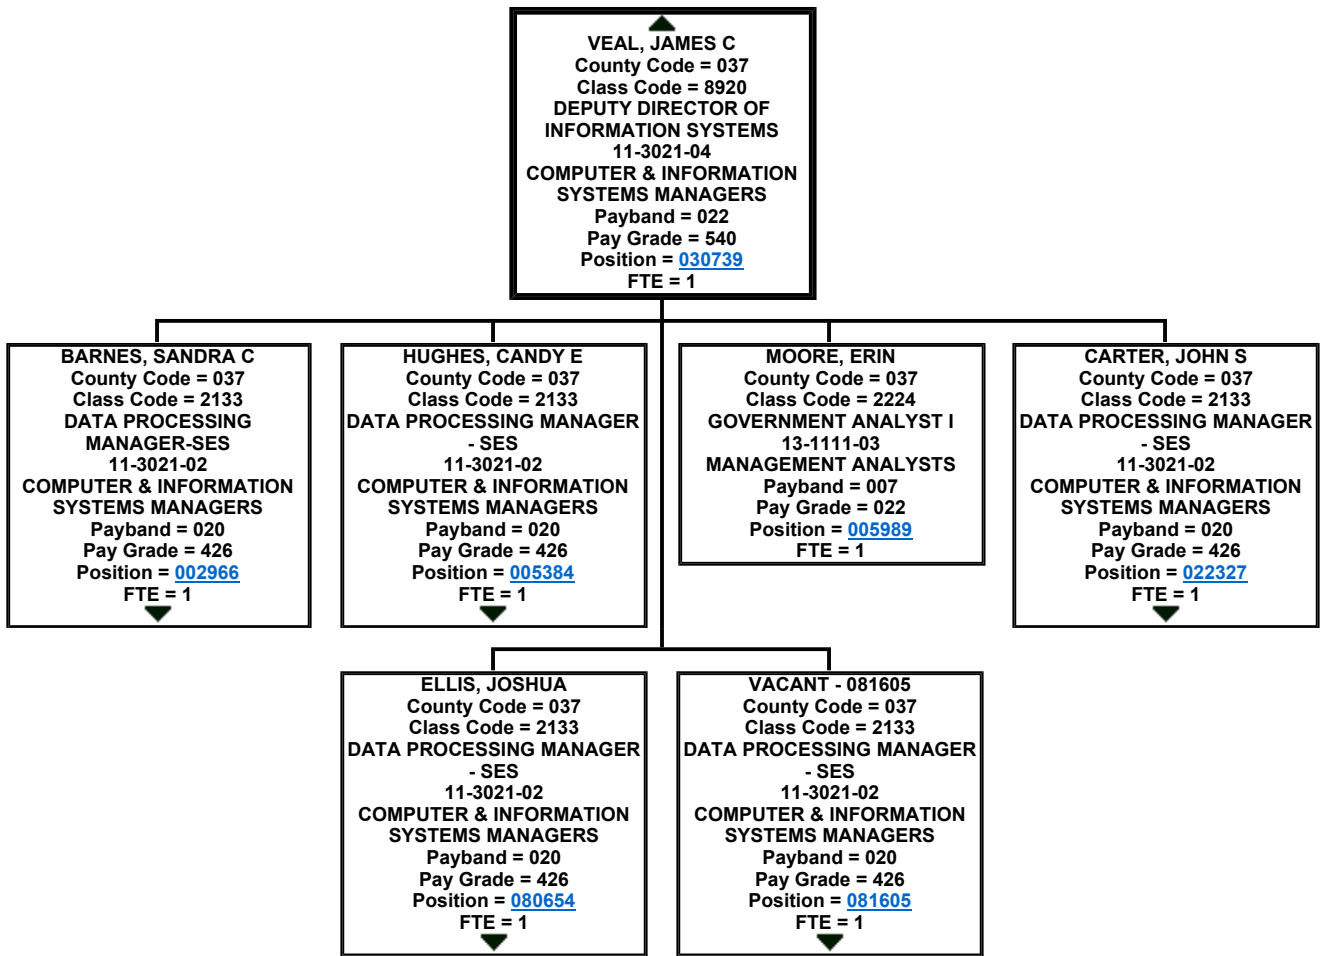 VEAL, JAMES C
County Code = 037
Class Code = 8920
DEPUTY DIRECTOR OF
INFORMATION SYSTEMS
11-3021-04
COMPUTER & INFORMATION
SYSTEMS MANAGERS
Payband = 022
Pay Grade = 540
Position = 030739
FTE = 1
BARNES, SANDRA C
County Code = 037
Class Code = 2133
DATA PROCESSING
MANAGER-SES
11-3021-02
COMPUTER & INFORMATION
SYSTEMS MANAGERS
Payband = 020
Pay Grade = 426
Position = 002966
FTE = 1
HUGHES, CANDY E
County Code = 037
Class Code = 2133
DATA PROCESSING MANAGER
- SES
11-3021-02
COMPUTER & INFORMATION
SYSTEMS MANAGERS
Payband = 020
Pay Grade = 426
Position = 005384
FTE = 1
MOORE, ERIN
County Code = 037
Class Code = 2224
GOVERNMENT ANALYST I
13-1111-03
MANAGEMENT ANALYSTS
Payband = 007
Pay Grade = 022
Position = 005989
FTE = 1
CARTER, JOHN S
County Code = 037
Class Code = 2133
DATA PROCESSING MANAGER
- SES
11-3021-02
COMPUTER & INFORMATION
SYSTEMS MANAGERS
Payband = 020
Pay Grade = 426
Position = 022327
FTE = 1
ELLIS, JOSHUA
County Code = 037
Class Code = 2133
DATA PROCESSING MANAGER
- SES
11-3021-02
COMPUTER & INFORMATION
SYSTEMS MANAGERS
Payband = 020
Pay Grade = 426
Position = 080654
FTE = 1
VACANT - 081605
County Code = 037
Class Code = 2133
DATA PROCESSING MANAGER
- SES
11-3021-02
COMPUTER & INFORMATION
SYSTEMS MANAGERS
Payband = 020
Pay Grade = 426
Position = 081605
FTE = 1